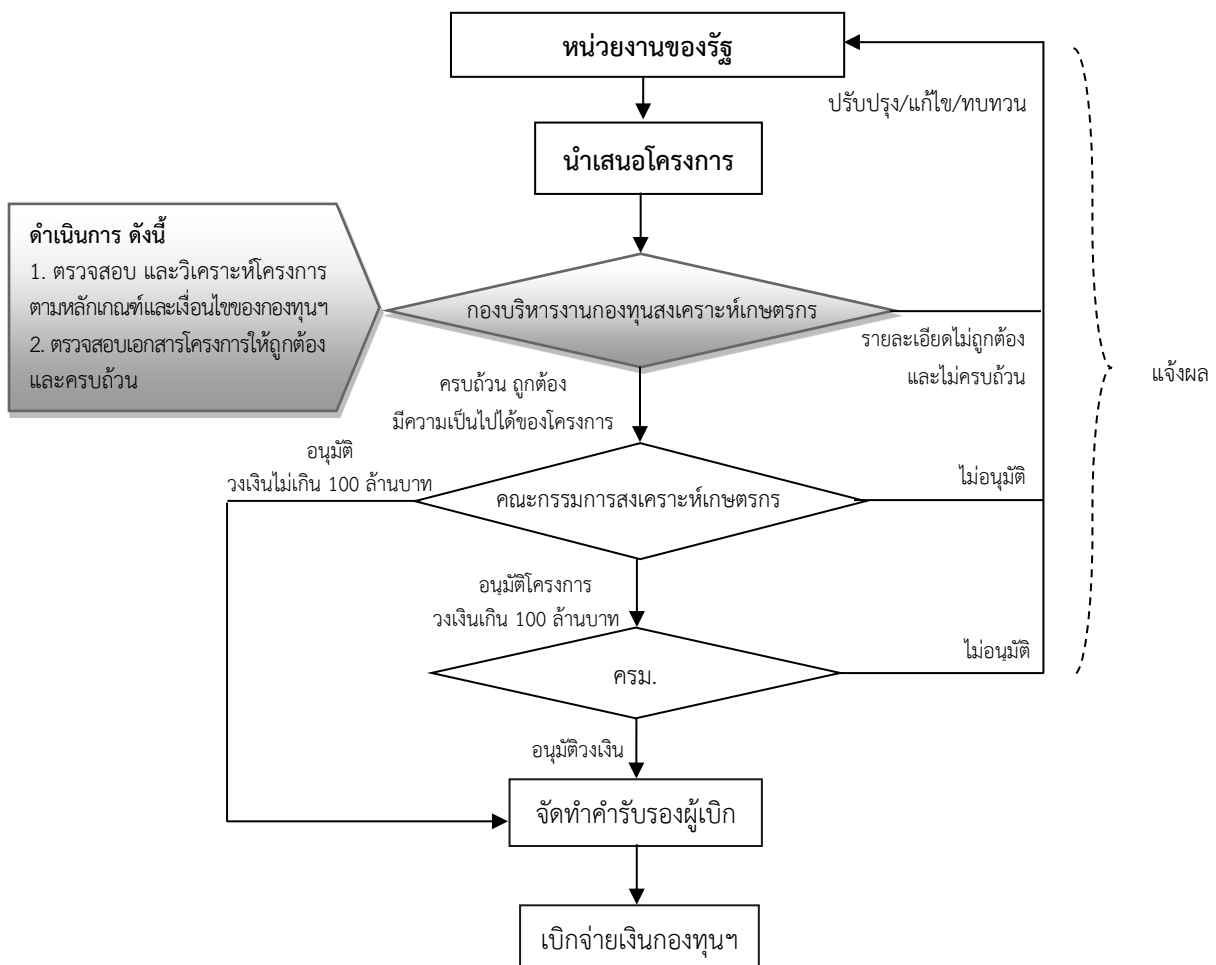 หน่วยงานของรัฐ
ปรับปรุง/แก้ไข/ทบทวน
นำเสนอโครงการ
ดำเนินการ ดังนี้
1. ตรวจสอบ และวิเคราะห์โครงการ
ตามหลักเกณฑ์และเงื่อนไขของกองทุนฯ
2. ตรวจสอบเอกสารโครงการให้ถูกต้อง
และครบถ้วน
กองบริหารงานกองทุนสงเคราะห์เกษตรกร
รายละเอียดไม่ถูกต้อง
และไม่ครบถ้วน
แจ้งผล
ครบถ้วน ถูกต้อง
มีความเป็นไปได้ของโครงการ
อนุมัติ
วงเงินไม่เกิน 100 ล้านบาท
คณะกรรมการสงเคราะห์เกษตรกร
ไม่อนุมัติ
อนุมัติโครงการ
วงเงินเกิน 100 ล้านบาท
ครม.
ไม่อนุมัติ
อนุมัติวงเงิน
จัดทำคำรับรองผู้เบิก
เบิกจ่ายเงินกองทุนฯ